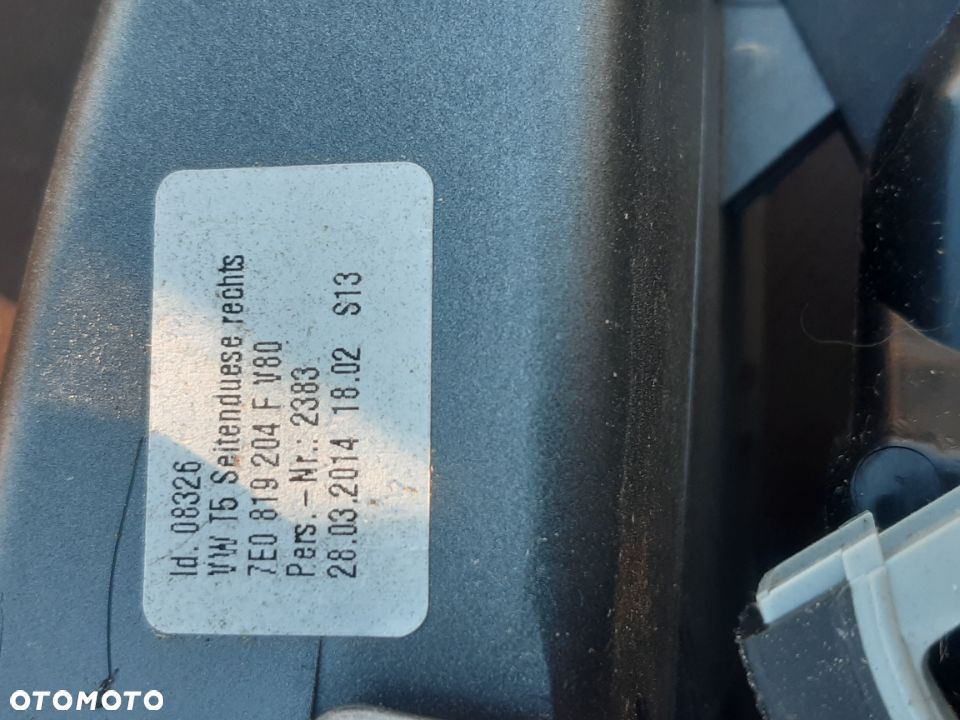 Id. 08326
VW T5 Seitenduese rechts
7E0 819 204 F V80
Pers.-Nr.: 2383
28.03.2014 18.02 S13
OTOMOTO